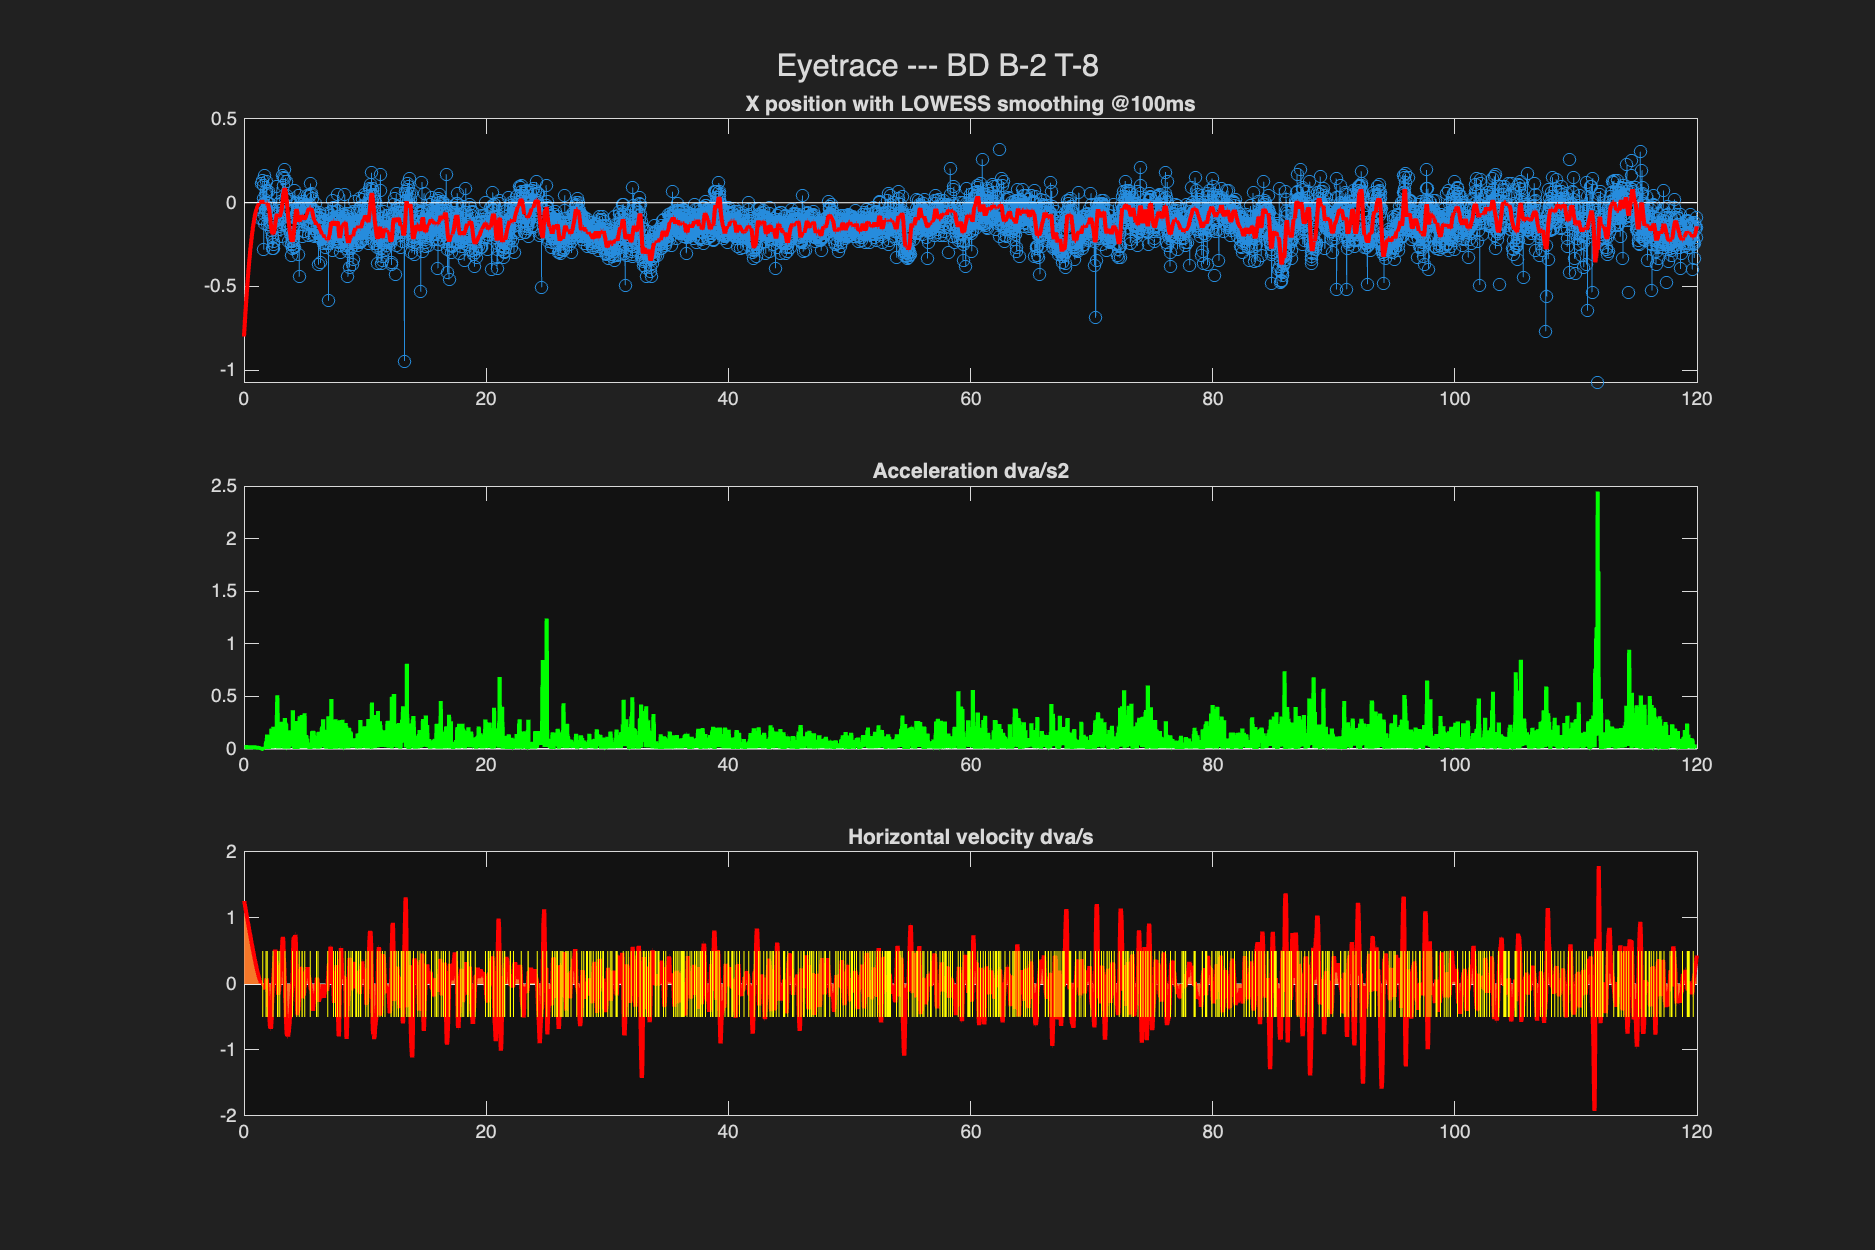 Eyetrace --- BD B-2 T-8
X position with LOWESS smoothing @100ms
0.5
0
-0.5
-1
0 20 40 60 80 100 120
Acceleration dva/s2
2.5
2
1.5
1
0.5
0
0 20 40 60 80 100 120
Horizontal velocity dva/s
2
1
0
-1
-2
0 20 40 60 80 100 120